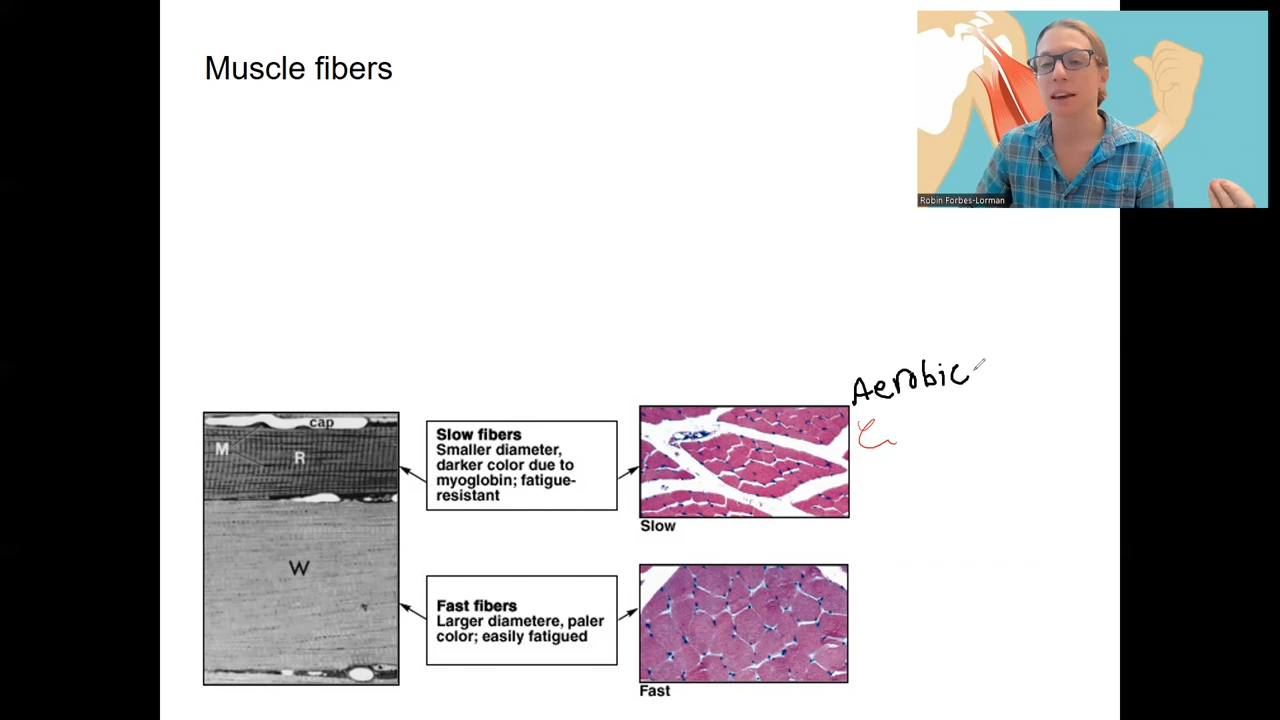 Muscle fibers
Robin Forbes-Lorman
Aerobic
cap
M
R
Slow fibers
Smaller diameter,
darker color due to
myoglobin; fatigue-
resistant
Slow
W
Fast fibers
Larger diametere, paler
color; easily fatigued
Fast